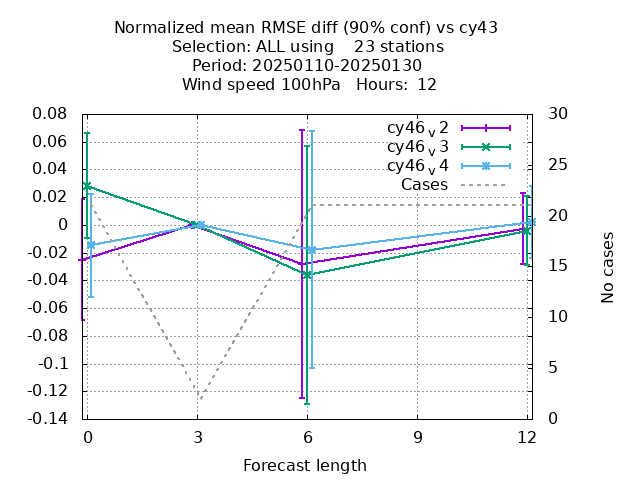 Normalized mean RMSE diff (90% conf) vs cy43
Selection: ALL using    23 stations
Period: 20250110-20250130
Wind speed 100hPa   Hours:  12
0.08
0.06
0.04
0.02
0
-0.02
-0.04
-0.06
-0.08
-0.1
-0.12
-0.14
30
25
20
15
10
5
0
cy46v2
cy46v3
cy46v4
Cases
No cases
0 3 6 9 12
Forecast length